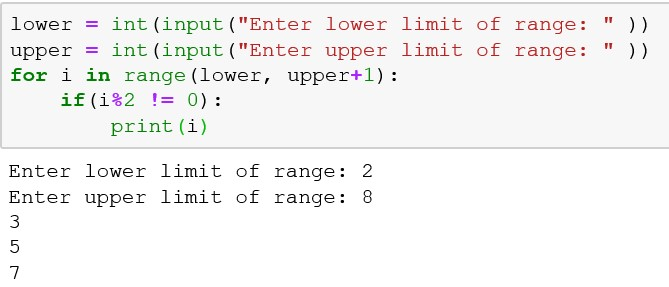 lower = int(input("Enter lower limit of range: " ))
upper = int(input("Enter upper limit of range: " ))
for i in range(lower, upper+1):
    if(i%2 != 0):
        print(i)
Enter lower limit of range: 2
Enter upper limit of range: 8
3
5
7